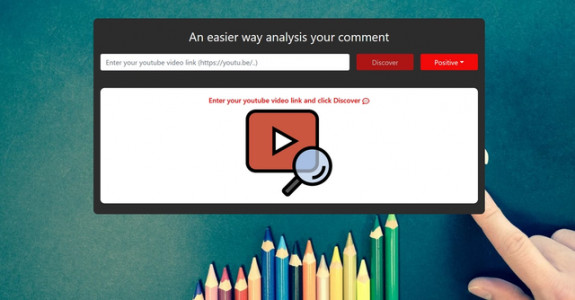 An easier way analysis your comment
Enter your youtube video link (https://youtu.be/..)
Discover
Positive
Enter your youtube video link and click Discover